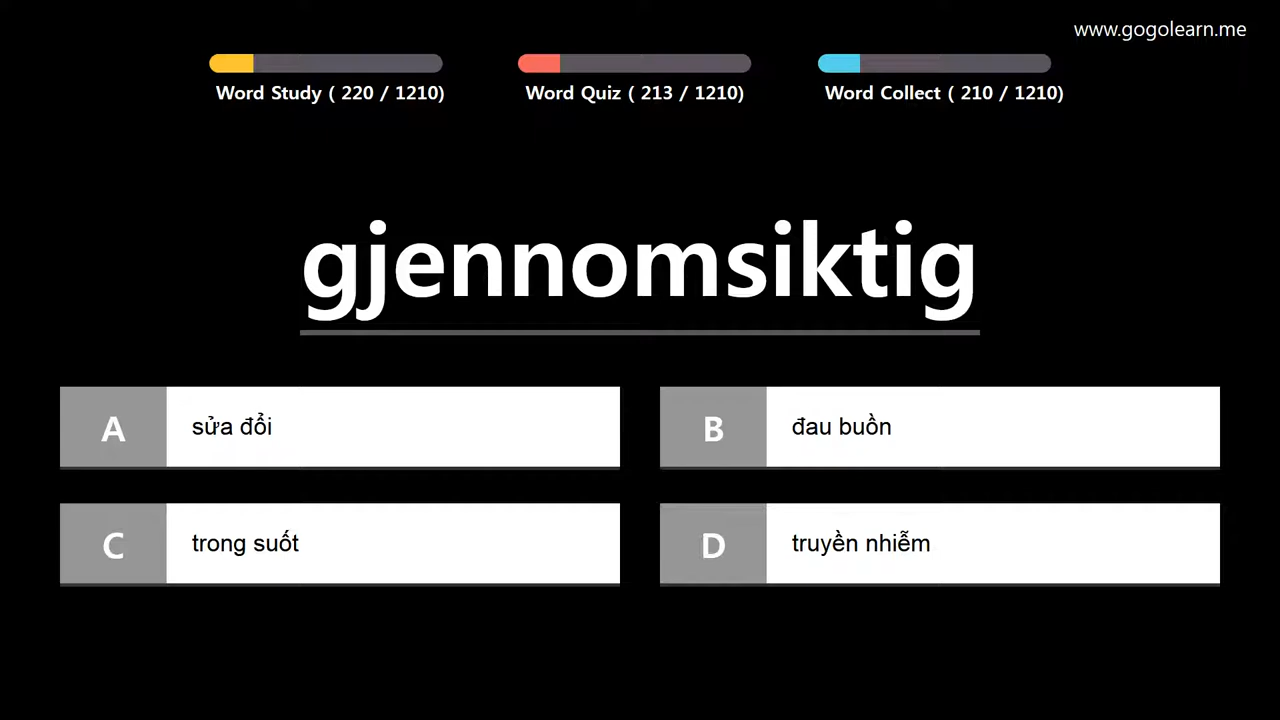 www.gogolearn.me
Word Study ( 220 / 1210)
Word Quiz ( 213 / 1210)
Word Collect ( 210 / 1210)
gjennomsiktig
A sửa đổi
B đau buồn
C trong suốt
D truyền nhiễm